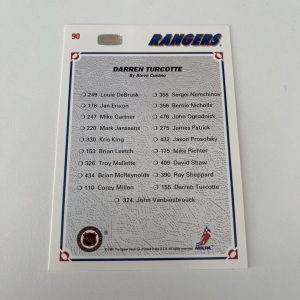 90
RANGERS
DARREN TURCOTTE
By Steve Cusano
249 Louie DeBrusk
355 Sergei Nemchinov
178 Jan Erixon
356 Bernie Nicholls
247 Mike Gartner
476 John Ogrodnick
220 Mark Janssens
275 James Patrick
330 Kris King
432 Jason Prosofsky
153 Brian Leetch
175 Mike Richter
326 Troy Mallette
409 David Shaw
434 Brian McReynolds
390 Ray Sheppard
110 Corey Millen
155 Darren Turcotte
324 John Vanbiesbrouck
NHLPA